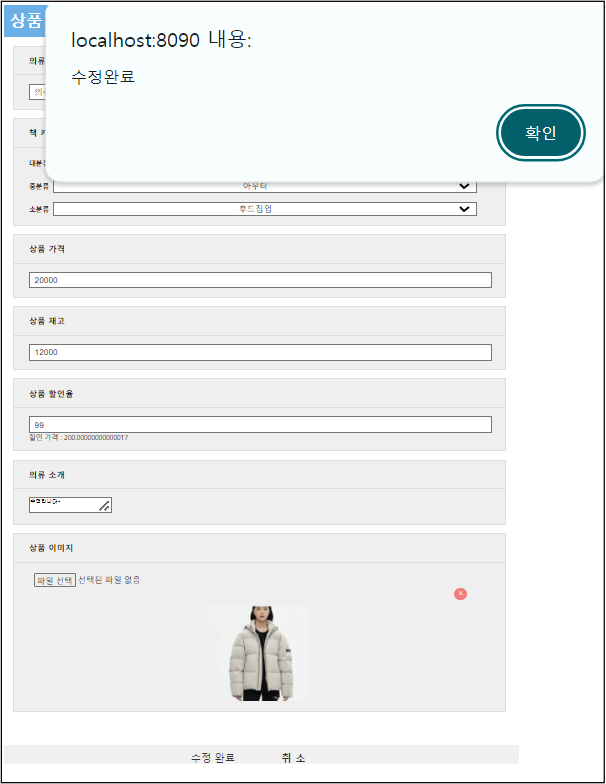 상품
localhost:8090 내용:
수정완료
확인
의류
책 카
대분류
중분류 아우터
소분류 후드집업
상품 가격
20000
상품 재고
12000
상품 할인율
99
할인 가격 : 200.00000000000017
의류 소개
상품 이미지
파일 선택 선택된 파일 없음
수정 완료 취 소